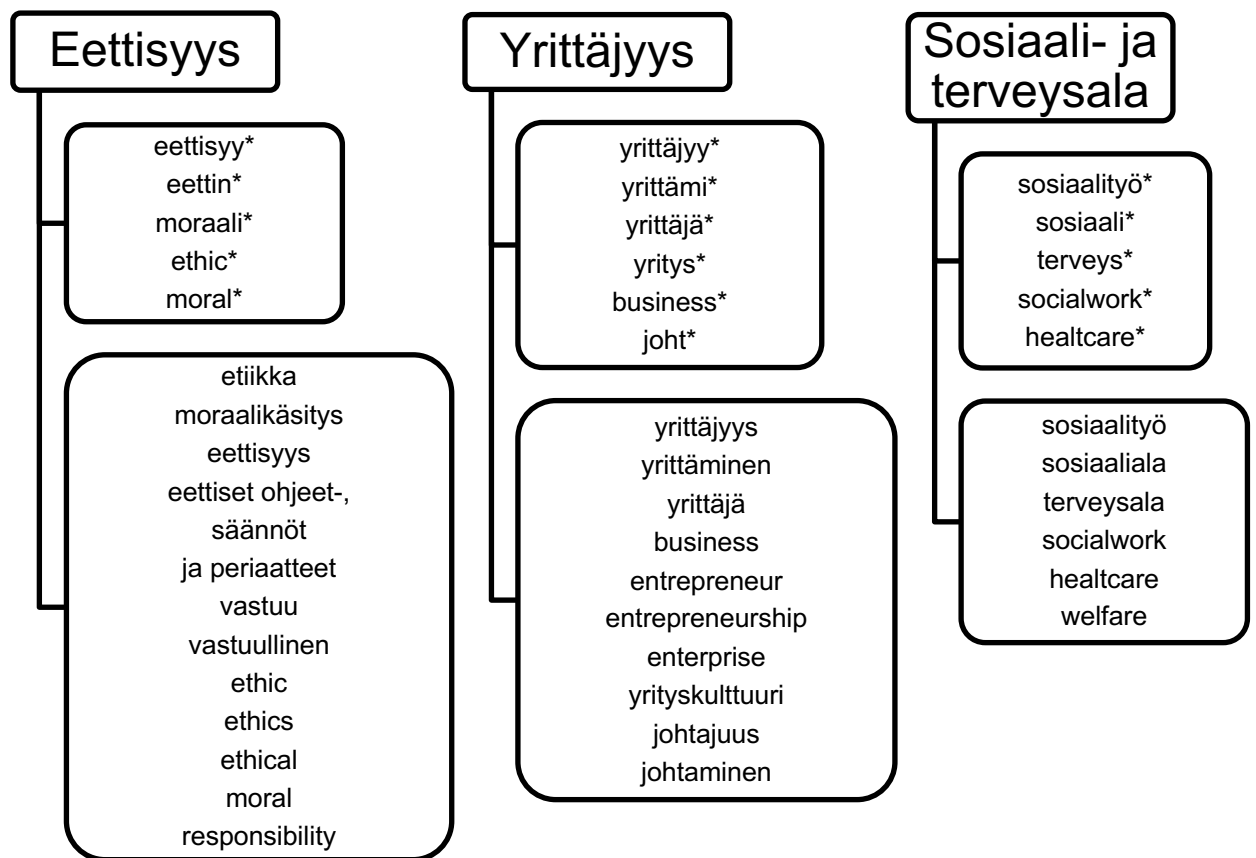 Eettisyys
eettisyy*
eettin*
moraali*
ethic*
moral*
etiikka
moraalikäsitys
eettisyys
eettiset ohjeet-,
säännöt
ja periaatteet
vastuu
vastuullinen
ethic
ethics
ethical
moral
responsibility
Yrittäjyys
yrittäjyy*
yrittämi*
yrittäjä*
yritys*
business*
joht*
yrittäjyys
yrittäminen
yrittäjä
business
entrepreneur
entrepreneurship
enterprise
yrityskulttuuri
johtajuus
johtaminen
Sosiaali- ja
terveysala
sosiaalityö*
sosiaali*
terveys*
socialwork*
healtcare*
sosiaalityö
sosiaaliala
terveysala
socialwork
healtcare
welfare